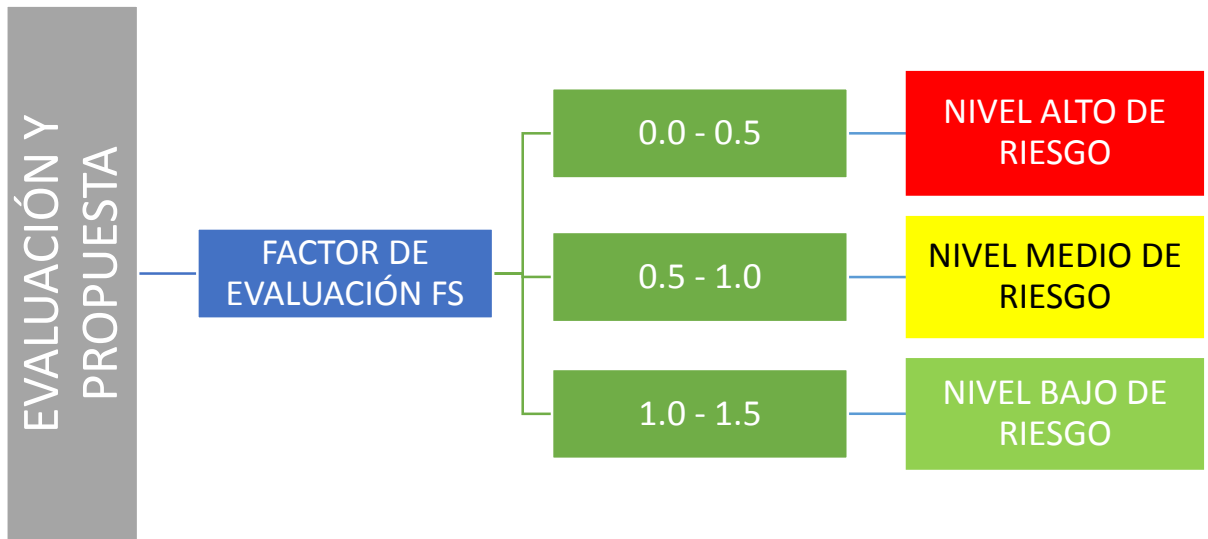 EVALUACIÓN Y
PROPUESTA
FACTOR DE
EVALUACIÓN FS
0.0 - 0.5
NIVEL ALTO DE
RIESGO
0.5 - 1.0
NIVEL MEDIO DE
RIESGO
1.0 - 1.5
NIVEL BAJO DE
RIESGO